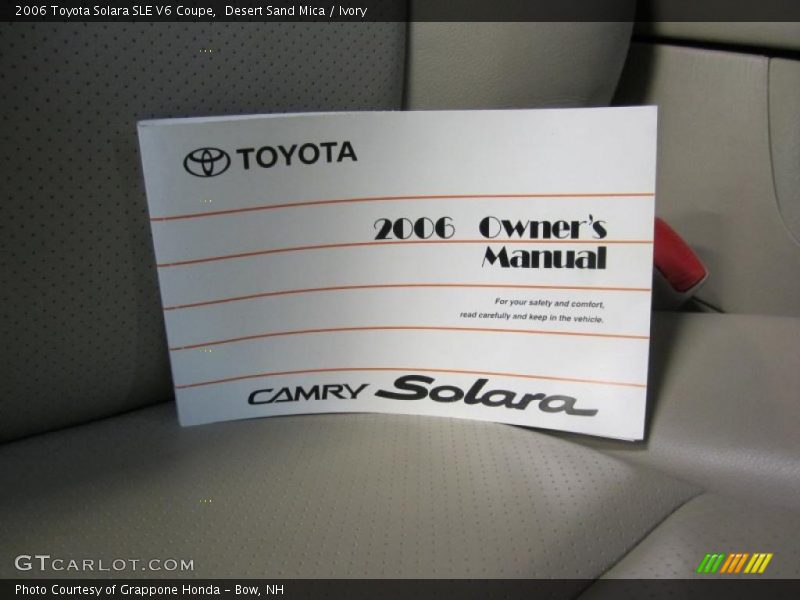 2006 Toyota Solara SLE V6 Coupe,  Desert Sand Mica / Ivory
TOYOTA
2006 Owner's
Manual
For your safety and comfort,
read carefully and keep in the vehicle.
CAMRY Solara
GTCARLOT.COM
Photo Courtesy of Grappone Honda - Bow, NH